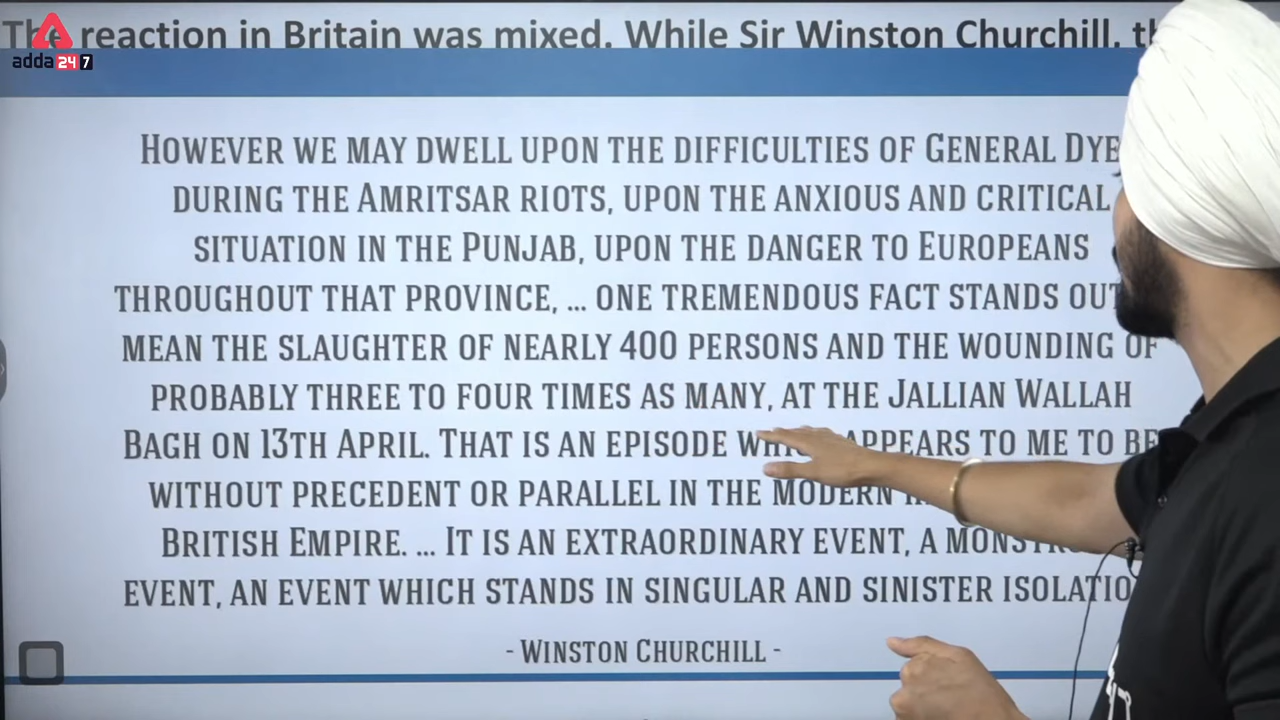 The reaction in Britain was mixed. While Sir Winston Churchill,
adda 24 7
However we may dwell upon the difficulties of General
during the Amritsar riots, upon the anxious and critical
situation in the Punjab, upon the danger to Europeans
throughout that province, ... one tremendous fact stands out
mean the slaughter of nearly 400 persons and the wounding of
probably three to four times as many, at the Jallian Wallah
Bagh on 13th April. That is an episode appears to me to be
without precedent or parallel in the modern
British Empire. ... It is an extraordinary event, a
event, an event which stands in singular and sinister
- Winston Churchill -